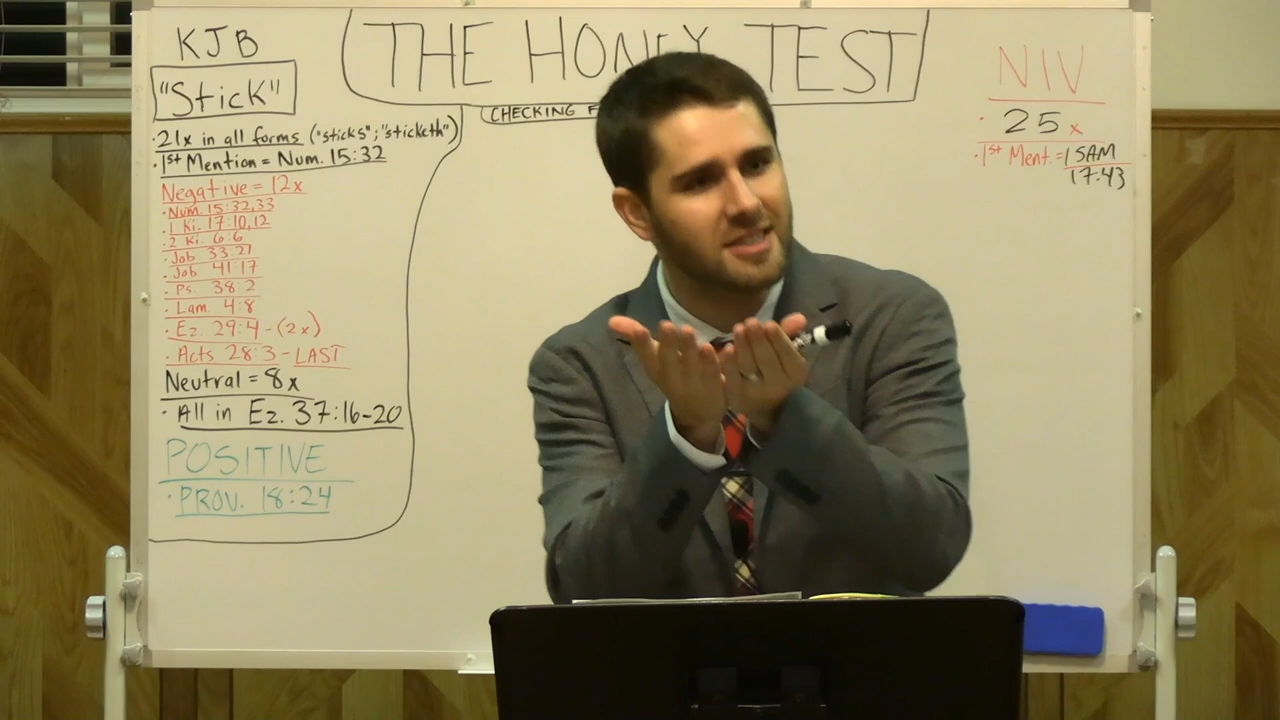 KJB
"Stick"
· 21x in all forms ("sticks"; "sticketh")
· 1st Mention = Num. 15:32
Negative = 12x
· Num. 15:32,33
· 1 Ki. 17:10,12
· 2 Ki. 6:6
· Job 33:21
· Job 41:17
· Ps. 38:2
· Lam. 4:8
· Ez. 29:4 - (2x)
· Acts 28:3 - LAST
Neutral = 8x
· All in Ez. 37:16-20
POSITIVE
· PROV. 18:24
THE HONEY TEST
CHECKING
NIV
· 25 x
· 1st Ment. = 1 SAM
17:43